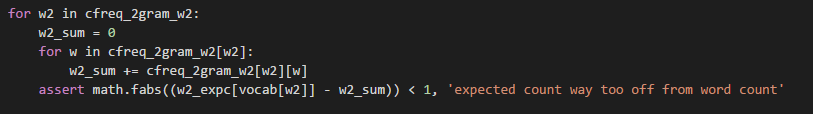 for w2 in cfreq_2gram_w2:
    w2_sum = 0
    for w in cfreq_2gram_w2[w2]:
        w2_sum += cfreq_2gram_w2[w2][w]
    assert math.fabs((w2_expc[vocab[w2]] - w2_sum)) < 1, 'expected count way too off from word count'